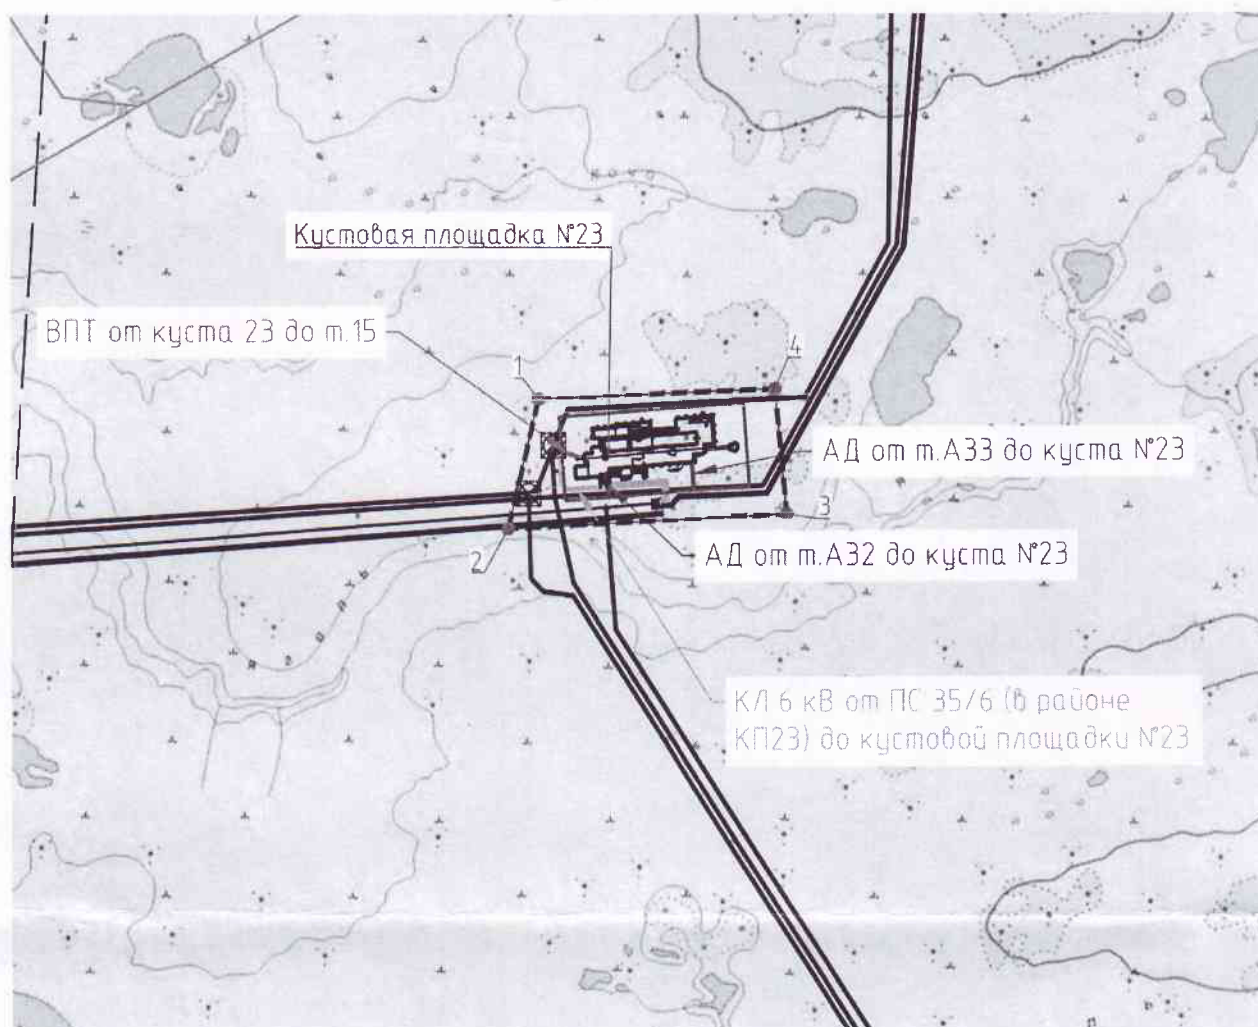 Кустовая площадка №23
ВПТ от куста 23 до т.15
1
4
АД от т.А33 до куста №23
3
2
АД от т.А32 до куста №23
КЛ 6 кВ от ПС 35/6 (в районе
КП23) до кустовой площадки №23